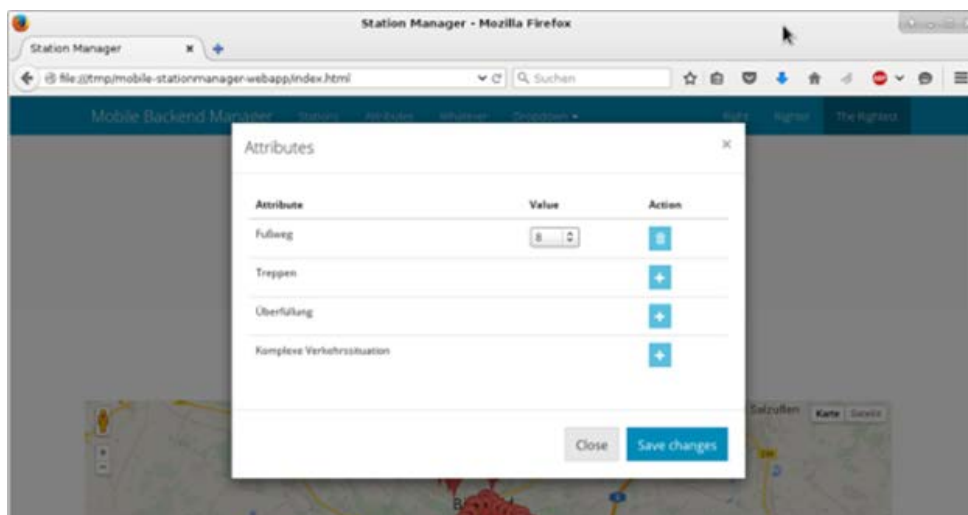 Station Manager - Mozilla Firefox
Station Manager
file:///tmp/mobile-stationmanager-webapp/index.html
Suchen
Mobile Backend Manager Stations Attributes Whatever Dropdown Right Righter The Rightest
Attributes
Attribute Value Action
Fußweg 8
Treppen
Überfüllung
Komplexe Verkehrssituation
Close Save changes
Salzuflen Karte Satellit